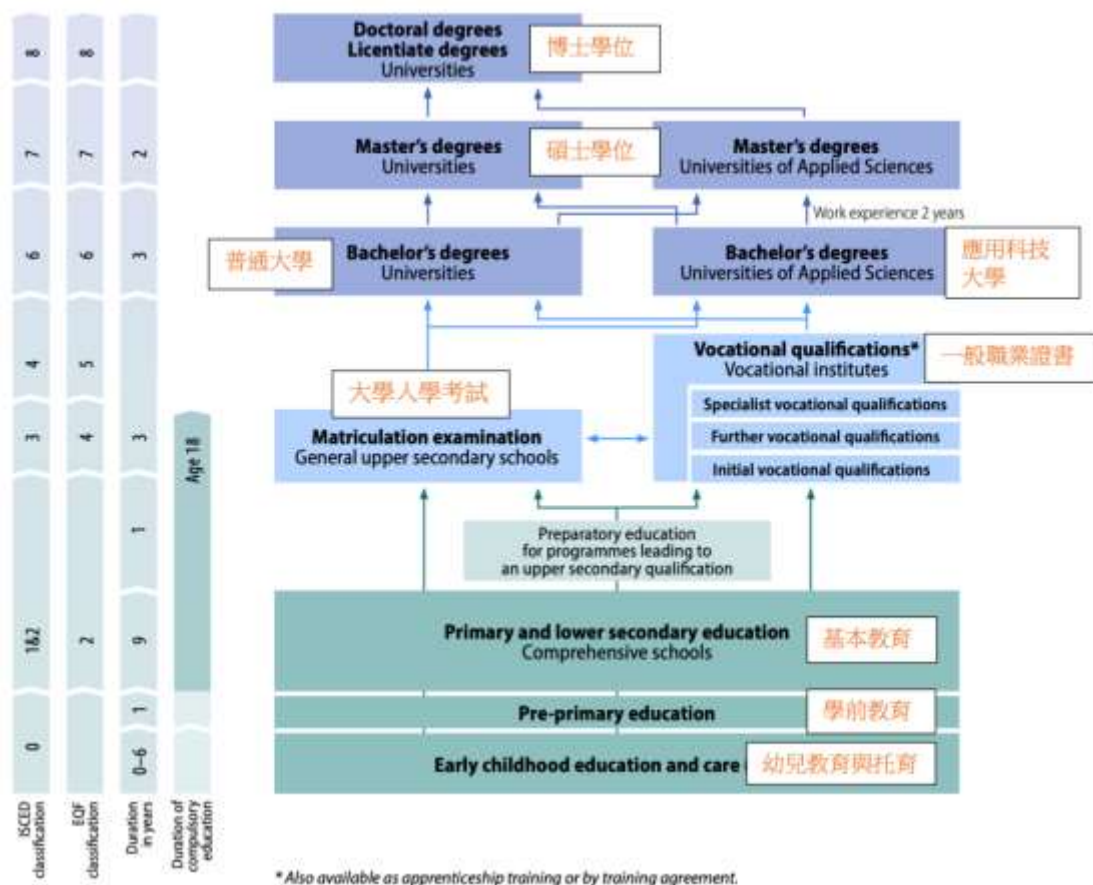 Doctoral degrees
Licentiate degrees
Universities
博士學位
Master's degrees
Universities
碩士學位
Master's degrees
Universities of Applied Sciences
Work experience 2 years
普通大學
Bachelor's degrees
Universities
Bachelor's degrees
Universities of Applied Sciences
應用科技
大學
Vocational qualifications*
Vocational institutes
一般職業證書
Specialist vocational qualifications
Further vocational qualifications
Initial vocational qualifications
大學人學考試
Matriculation examination
General upper secondary schools
Preparatory education
for programmes leading to
an upper secondary qualification
Primary and lower secondary education
Comprehensive schools
基本教育
Pre-primary education
學前教育
Early childhood education and care
幼兒教育與托育
8
7
6
4
3
1&2
0
ISCED
classification
8
7
6
5
4
2
EQF
classification
2
3
3
1
9
1
0–6
Duration
in years
Age 18
Duration of
compulsory
education
* Also available as apprenticeship training or by training agreement.